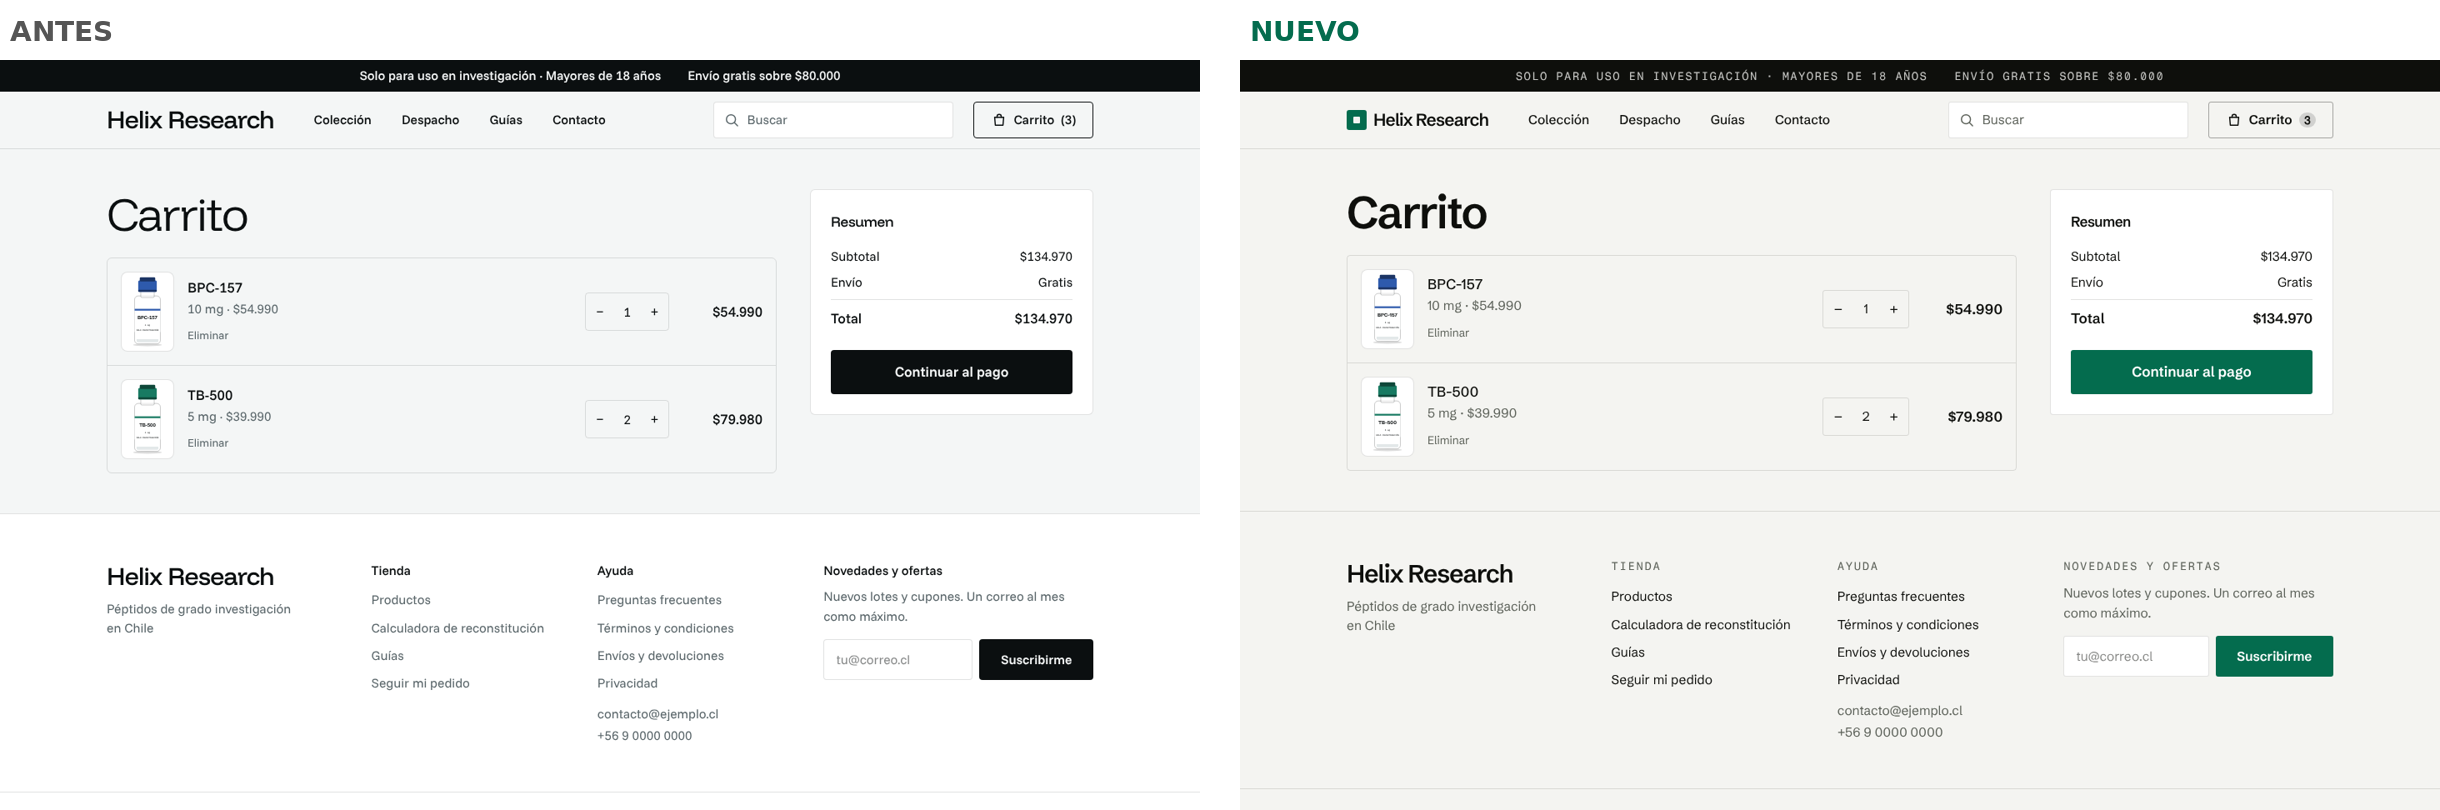 ANTES
Solo para uso en investigación · Mayores de 18 años Envío gratis sobre $80.000
Helix Research Colección Despacho Guías Contacto Buscar Carrito (3)
Carrito
BPC-157
10 mg · $54.990
Eliminar
− 1 + $54.990
BPC-157
TB-500
5 mg · $39.990
Eliminar
− 2 + $79.980
TB-500
Resumen
Subtotal $134.970
Envío Gratis
Total $134.970
Continuar al pago
Helix Research
Péptidos de grado investigación
en Chile
Tienda
Productos
Calculadora de reconstitución
Guías
Seguir mi pedido
Ayuda
Preguntas frecuentes
Términos y condiciones
Envíos y devoluciones
Privacidad
contacto@ejemplo.cl
+56 9 0000 0000
Novedades y ofertas
Nuevos lotes y cupones. Un correo al mes
como máximo.
tu@correo.cl Suscribirme
NUEVO
SOLO PARA USO EN INVESTIGACIÓN · MAYORES DE 18 AÑOS ENVÍO GRATIS SOBRE $80.000
Helix Research Colección Despacho Guías Contacto Buscar Carrito 3
Carrito
BPC-157
10 mg · $54.990
Eliminar
− 1 + $54.990
BPC-157
TB-500
5 mg · $39.990
Eliminar
− 2 + $79.980
TB-500
Resumen
Subtotal $134.970
Envío Gratis
Total $134.970
Continuar al pago
Helix Research
Péptidos de grado investigación
en Chile
TIENDA
Productos
Calculadora de reconstitución
Guías
Seguir mi pedido
AYUDA
Preguntas frecuentes
Términos y condiciones
Envíos y devoluciones
Privacidad
contacto@ejemplo.cl
+56 9 0000 0000
NOVEDADES Y OFERTAS
Nuevos lotes y cupones. Un correo al mes
como máximo.
tu@correo.cl Suscribirme